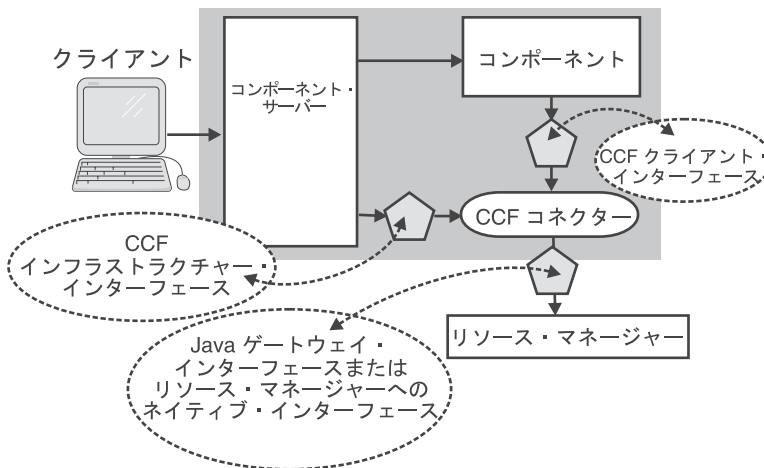 クライアント
コンポーネント・
サーバー
コンポーネント
CCF クライアント・
インターフェース
CCF コネクター
CCF
インフラストラクチャー・
インターフェース
リソース・マネージャー
Java ゲートウェイ・
インターフェースまたは
リソース・マネージャーへの
ネイティブ・インターフェース